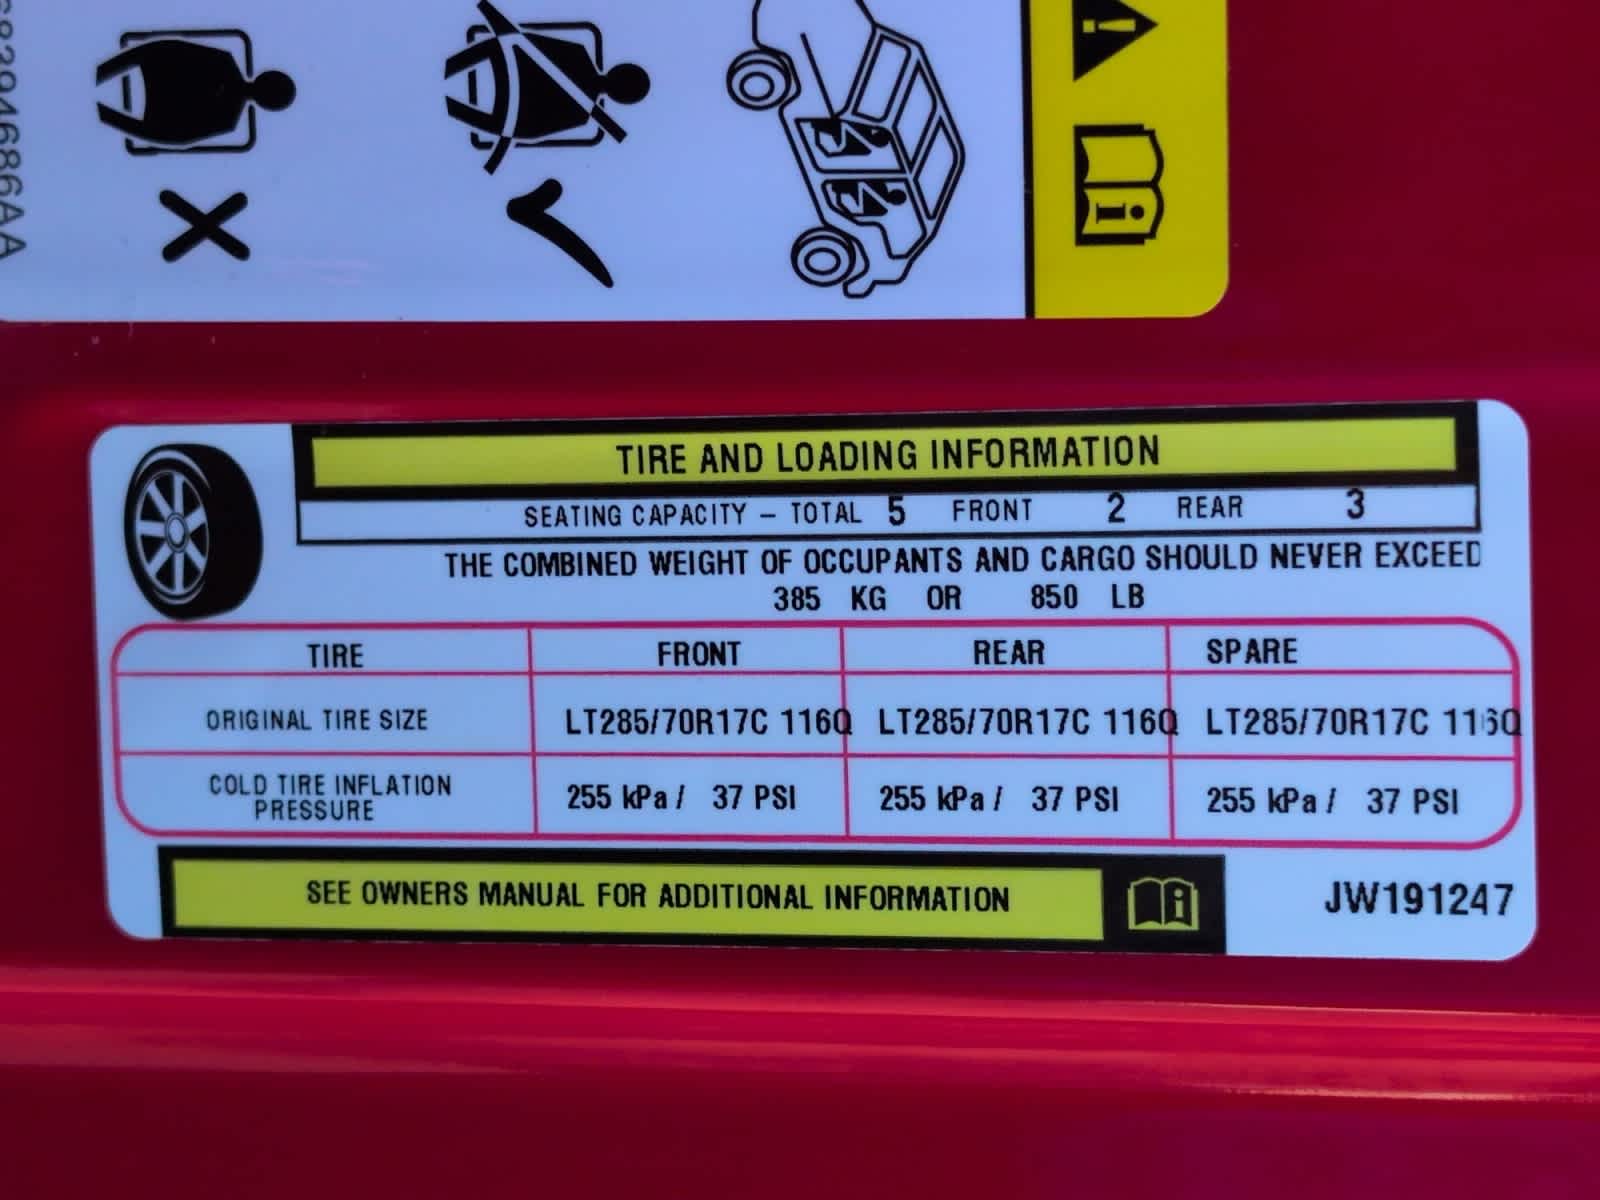 68394686AA
TIRE AND LOADING INFORMATION
SEATING CAPACITY – TOTAL 5 FRONT 2 REAR 3
THE COMBINED WEIGHT OF OCCUPANTS AND CARGO SHOULD NEVER EXCEED
385 KG OR 850 LB
TIRE FRONT REAR SPARE
ORIGINAL TIRE SIZE LT285/70R17C 116Q LT285/70R17C 116Q LT285/70R17C 116Q
COLD TIRE INFLATION
PRESSURE 255 kPa / 37 PSI 255 kPa / 37 PSI 255 kPa / 37 PSI
SEE OWNERS MANUAL FOR ADDITIONAL INFORMATION
JW191247